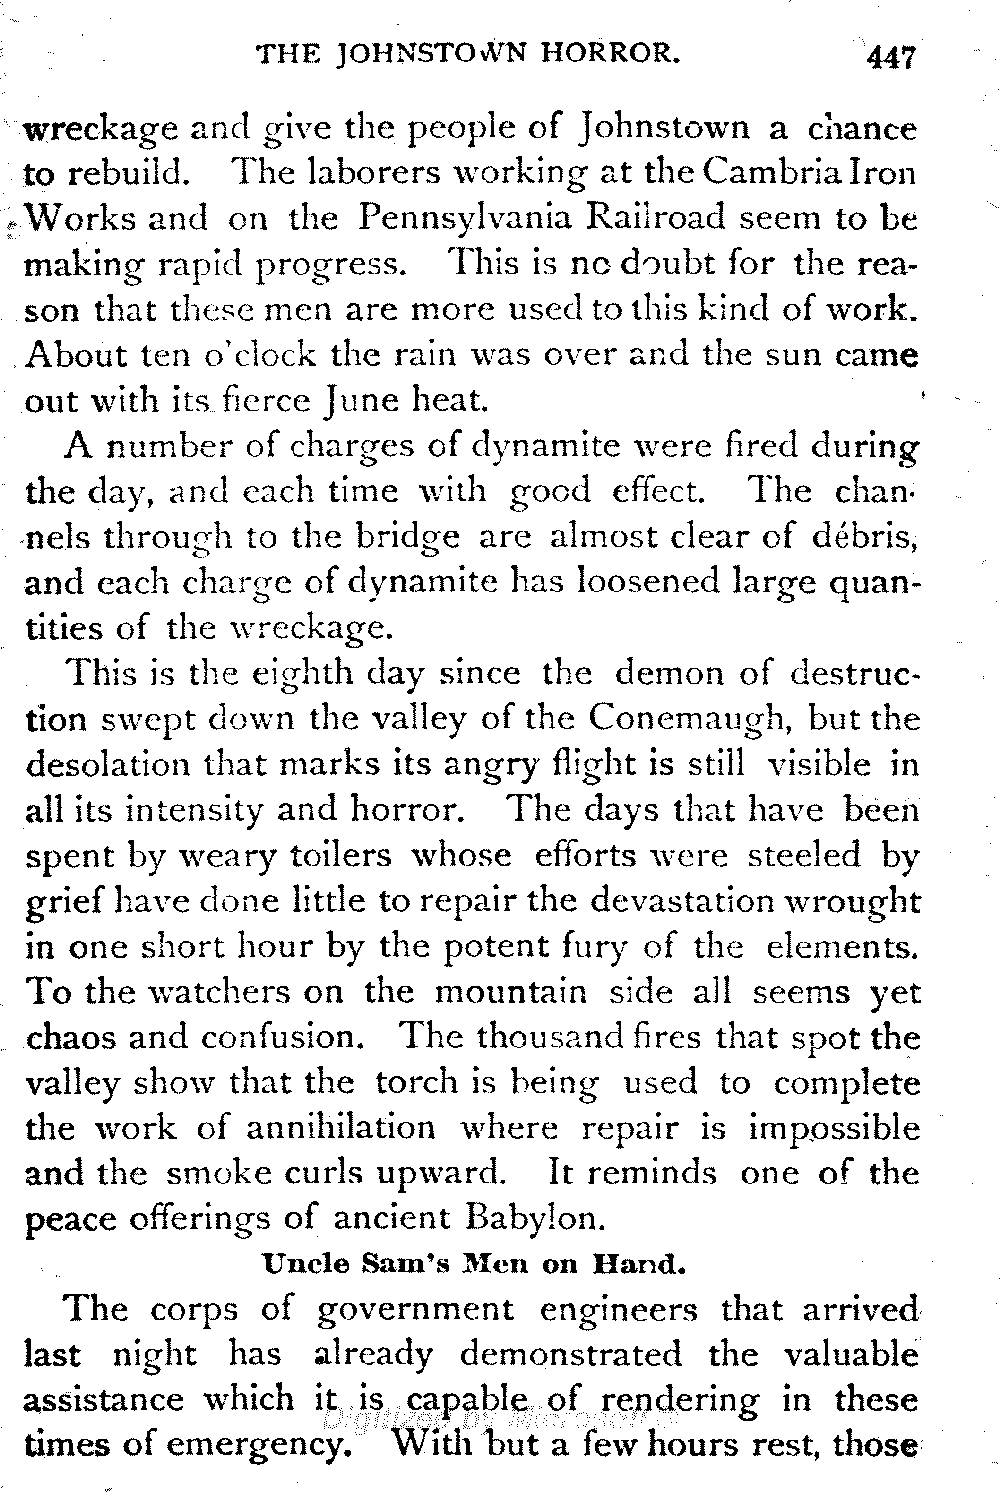 THE JOHNSTOWN HORROR. 447
wreckage and give the people of Johnstown a chance
to rebuild. The laborers working at the Cambria Iron
Works and on the Pennsylvania Railroad seem to be
making rapid progress. This is no doubt for the rea-
son that these men are more used to this kind of work.
About ten o'clock the rain was over and the sun came
out with its fierce June heat.
A number of charges of dynamite were fired during
the day, and each time with good effect. The chan-
nels through to the bridge are almost clear of débris,
and each charge of dynamite has loosened large quan-
tities of the wreckage.
This is the eighth day since the demon of destruc-
tion swept down the valley of the Conemaugh, but the
desolation that marks its angry flight is still visible in
all its intensity and horror. The days that have been
spent by weary toilers whose efforts were steeled by
grief have done little to repair the devastation wrought
in one short hour by the potent fury of the elements.
To the watchers on the mountain side all seems yet
chaos and confusion. The thousand fires that spot the
valley show that the torch is being used to complete
the work of annihilation where repair is impossible
and the smoke curls upward. It reminds one of the
peace offerings of ancient Babylon.
Uncle Sam's Men on Hand.
The corps of government engineers that arrived
last night has already demonstrated the valuable
assistance which it is capable of rendering in these
Digitized by Microsoft®
times of emergency. With but a few hours rest, those